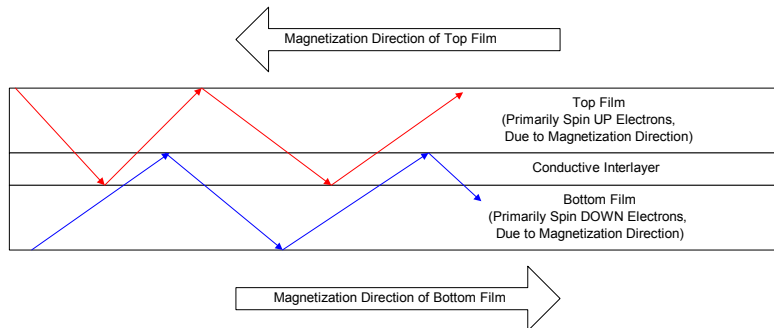 Magnetization Direction of Top Film
Top Film
(Primarily Spin UP Electrons,
Due to Magnetization Direction)
Conductive Interlayer
Bottom Film
(Primarily Spin DOWN Electrons,
Due to Magnetization Direction)
Magnetization Direction of Bottom Film